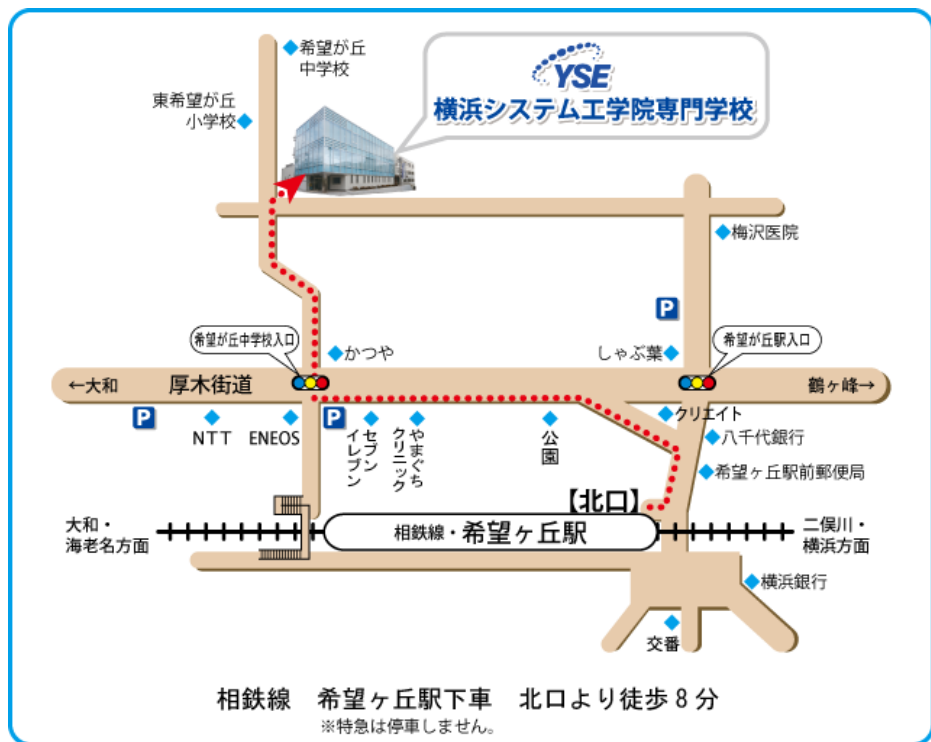 希望が丘
中学校
YSE
横浜システム工学院専門学校
東希望が丘
小学校
梅沢医院
P
希望が丘中学校入口
かつや
しゃぶ葉
希望が丘駅入口
←大和
厚木街道
鶴ヶ峰→
P
NTT
ENEOS
P
セブン
イレブン
やまぐち
クリニック
公園
クリエイト
八千代銀行
希望ヶ丘駅前郵便局
【北口】
大和・
海老名方面
相鉄線・希望ヶ丘駅
二俣川・
横浜方面
横浜銀行
交番
相鉄線　希望ヶ丘駅下車　北口より徒歩8分
※特急は停車しません。